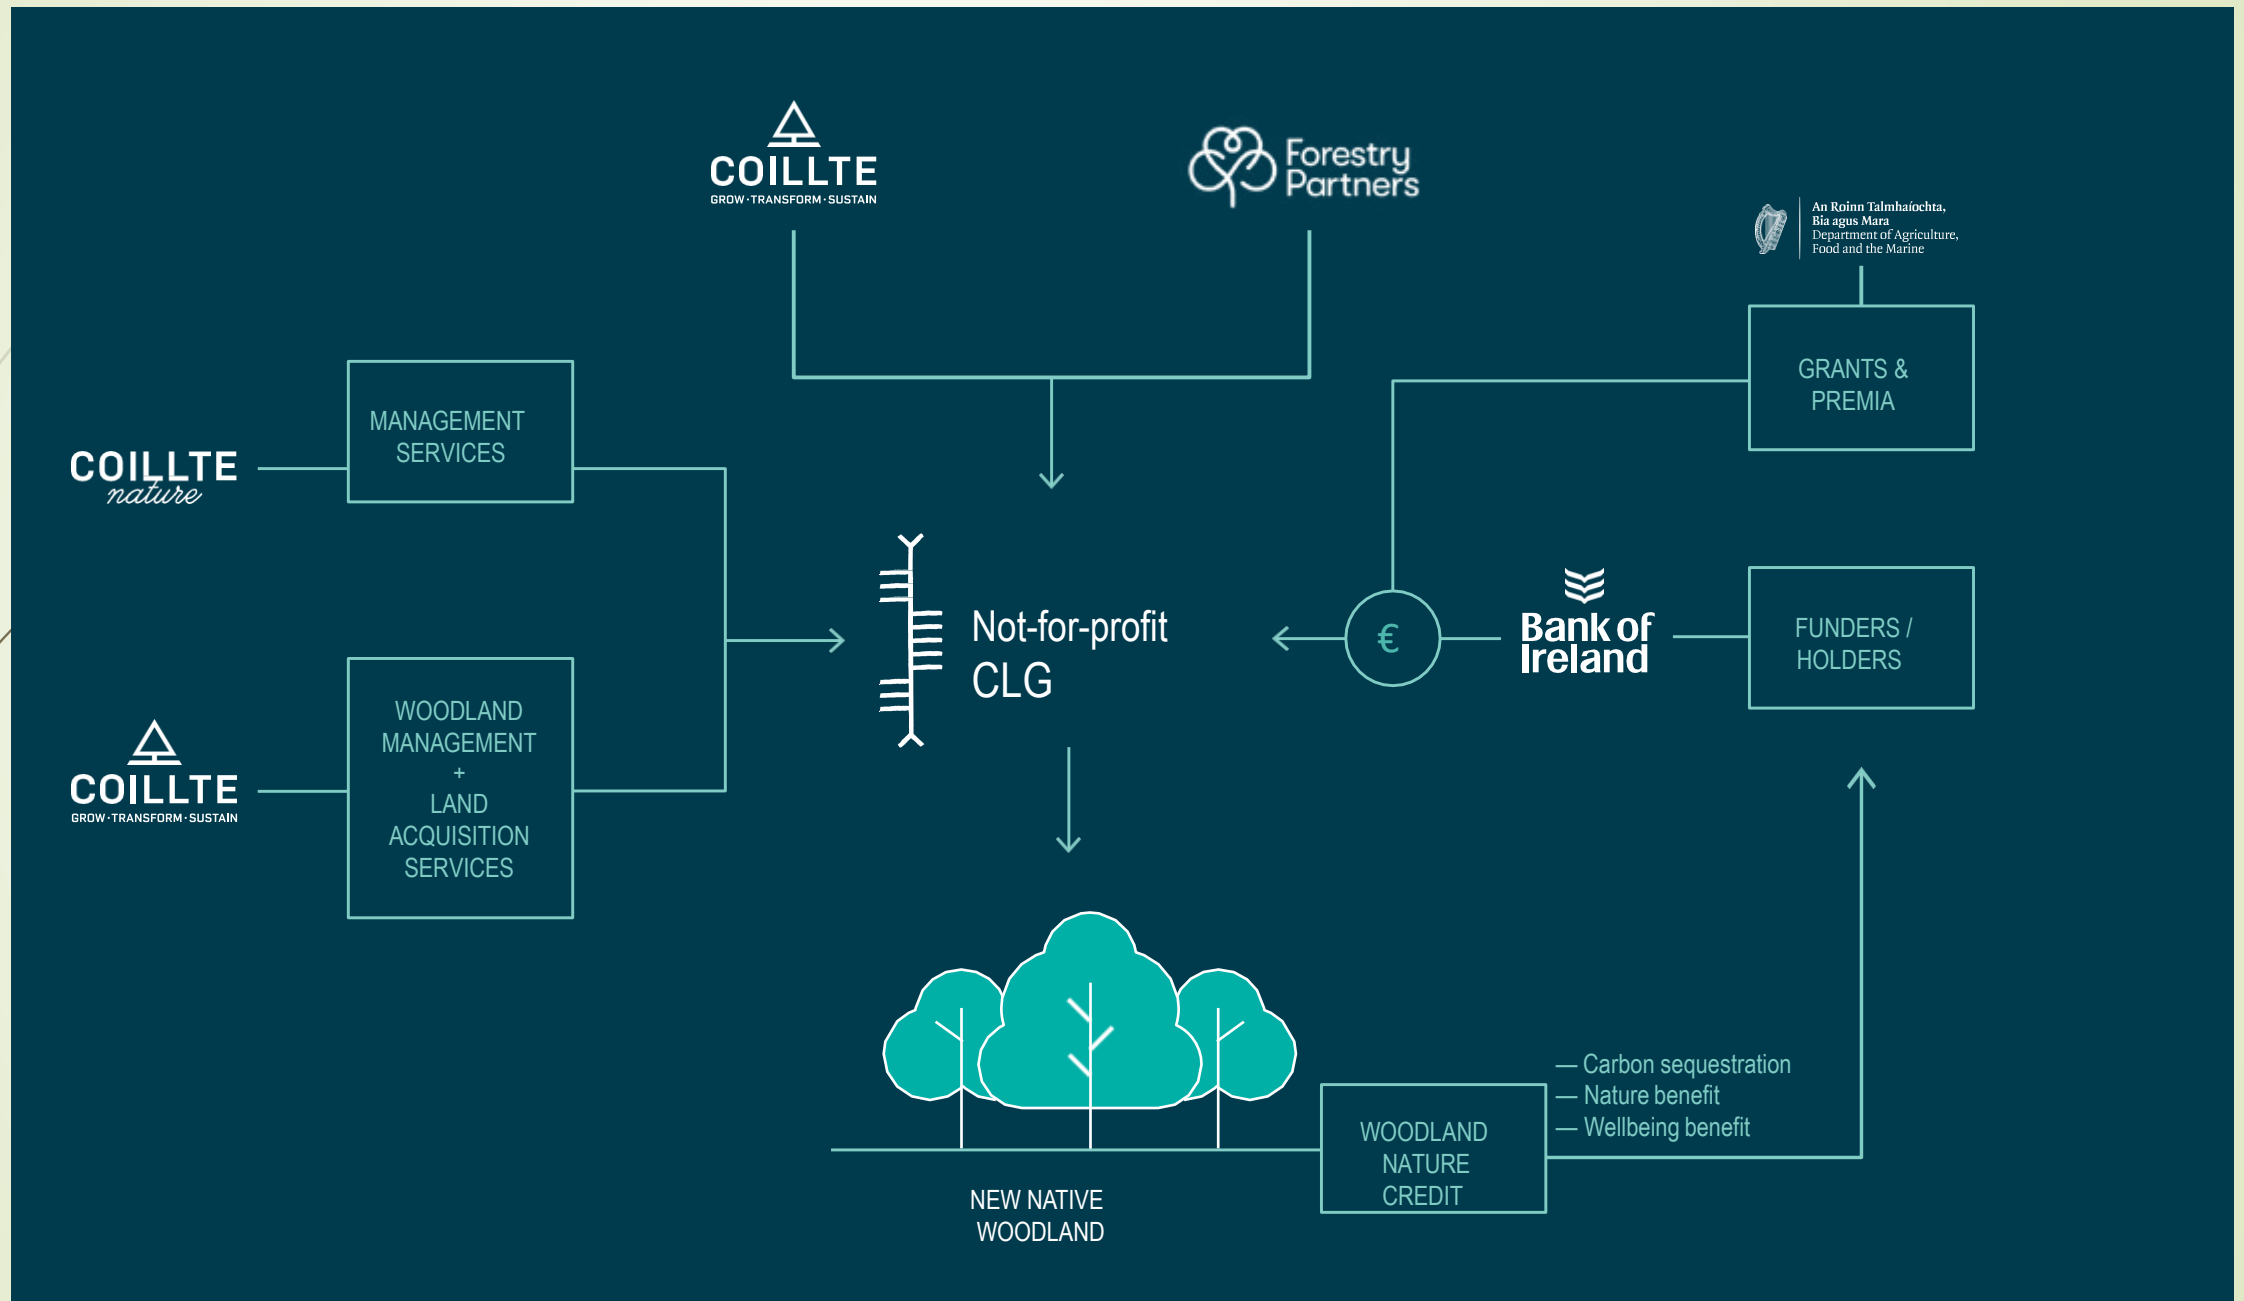 COILLTE
GROW·TRANSFORM·SUSTAIN
Forestry
Partners
An Roinn Talmhaíochta,
Bia agus Mara
Department of Agriculture,
Food and the Marine
GRANTS &
PREMIA
MANAGEMENT
SERVICES
COILLTE
nature
Not-for-profit
CLG
€
Bank of
Ireland
FUNDERS /
HOLDERS
WOODLAND
MANAGEMENT
+
LAND
ACQUISITION
SERVICES
COILLTE
GROW·TRANSFORM·SUSTAIN
— Carbon sequestration
— Nature benefit
— Wellbeing benefit
WOODLAND
NATURE
CREDIT
NEW NATIVE
WOODLAND